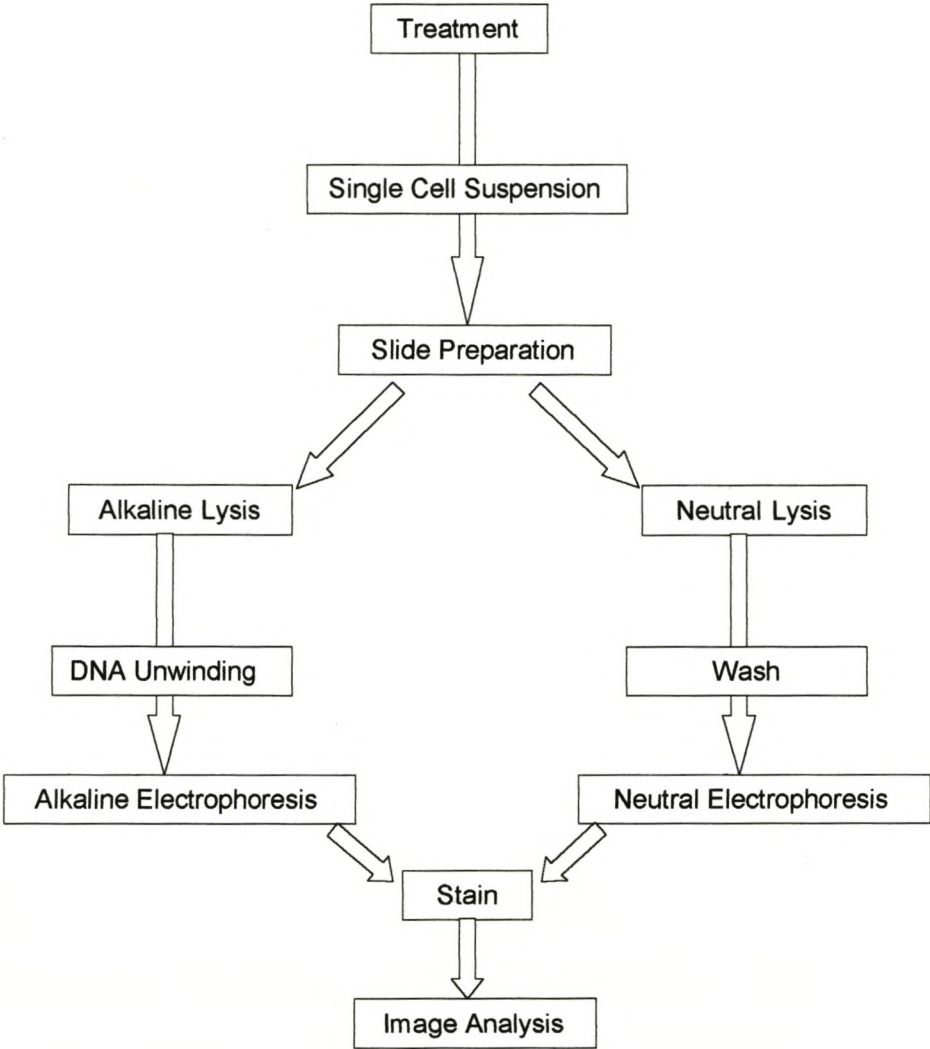 Treatment
Single Cell Suspension
Slide Preparation
Alkaline Lysis
Neutral Lysis
DNA Unwinding
Wash
Alkaline Electrophoresis
Neutral Electrophoresis
Stain
Image Analysis